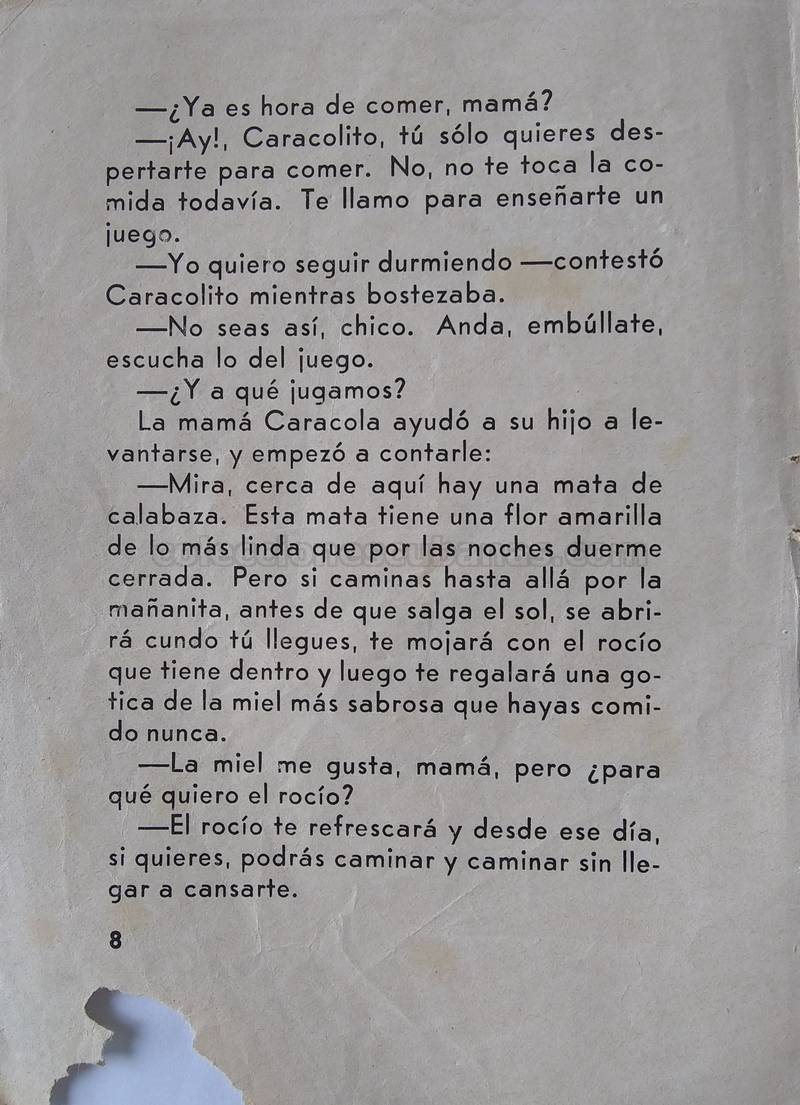 —¿Ya es hora de comer, mamá?
—¡Ay!, Caracolito, tú sólo quieres des-
pertarte para comer. No, no te toca la co-
mida todavía. Te llamo para enseñarte un
juego.
—Yo quiero seguir durmiendo —contestó
Caracolito mientras bostezaba.
—No seas así, chico. Anda, embúllate,
escucha lo del juego.
—¿Y a qué jugamos?
La mamá Caracola ayudó a su hijo a le-
vantarse, y empezó a contarle:
—Mira, cerca de aquí hay una mata de
calabaza. Esta mata tiene una flor amarilla
de lo más linda que por las noches duerme
cerrada. Pero si caminas hasta allá por la
mañanita, antes de que salga el sol, se abri-
rá cundo tú llegues, te mojará con el rocío
que tiene dentro y luego te regalará una go-
tica de la miel más sabrosa que hayas comi-
do nunca.
—La miel me gusta, mamá, pero ¿para
qué quiero el rocío?
—El rocío te refrescará y desde ese día,
si quieres, podrás caminar y caminar sin lle-
gar a cansarte.
8